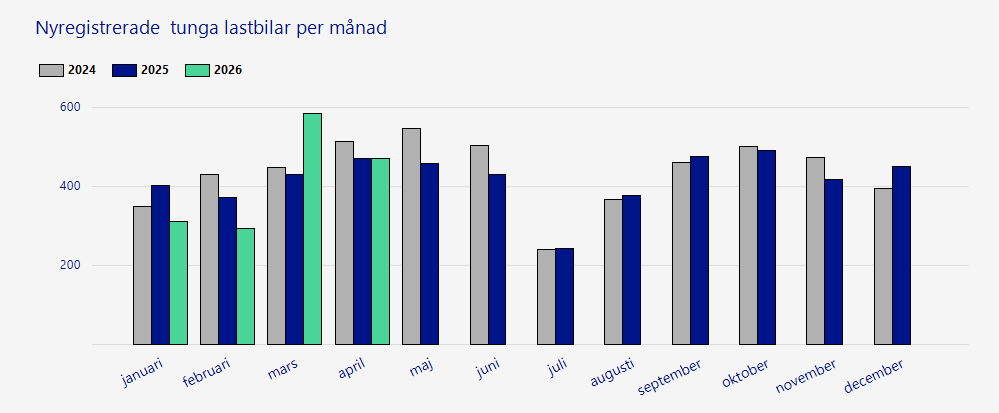 Nyregistrerade  tunga lastbilar per månad
2024 2025 2026
600
400
200
januari februari mars april maj juni juli augusti september oktober november december